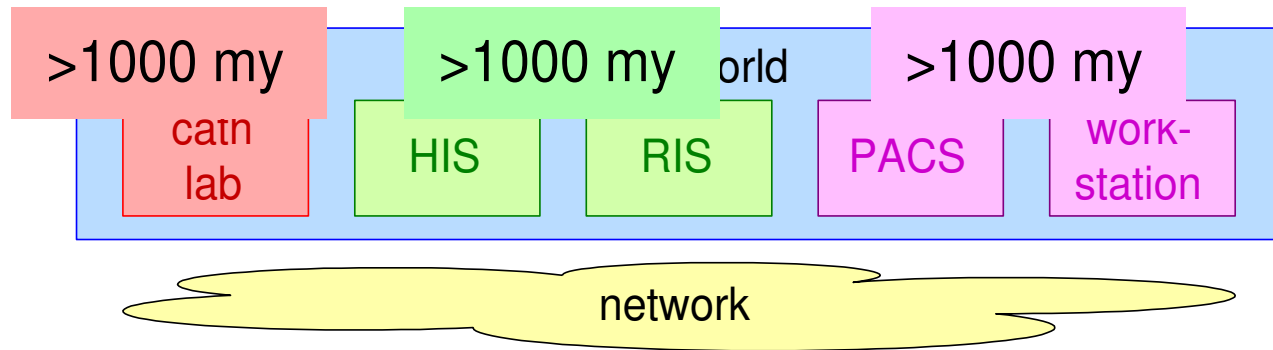 >1000 my >1000 my orld >1000 my
cath
lab
HIS
RIS
PACS
work-
station
network